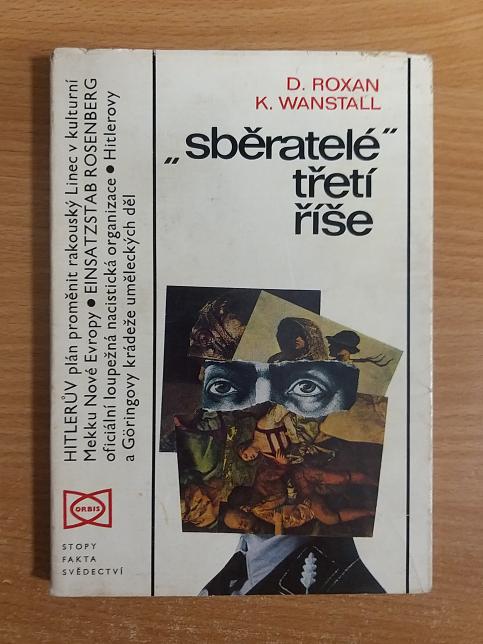 D. ROXAN
K. WANSTALL
„sběratelé”
třetí
říše
HITLERŮV plán proměnit rakouský Linec v kulturní
Mekku Nové Evropy • EINSATZSTAB ROSENBERG
oficiální loupežná nacistická organizace • Hitlerovy
a Göringovy krádeže uměleckých děl
ORBIS
STOPY
FAKTA
SVĚDECTVÍ